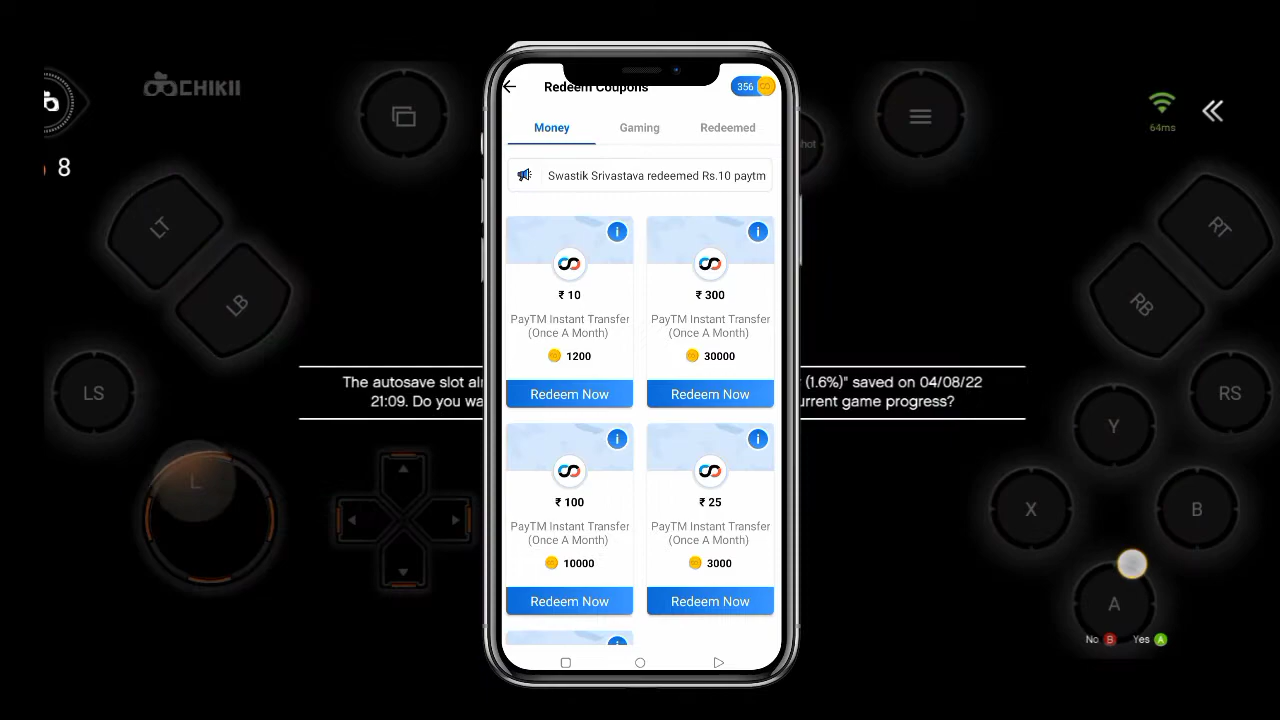 CHIKII
8
64ms
LT
LB
LS
L
RT
RB
RS
Y
X
B
A
No B Yes A
The autosave slot
(1.6%)" saved on 04/08/22
21:09. Do you
game progress?
Redeem Coupons
356
Money Gaming Redeemed
Swastik Srivastava redeemed Rs.10 paytm
i
i
₹ 10
₹ 300
PayTM Instant Transfer
(Once A Month)
PayTM Instant Transfer
(Once A Month)
1200
30000
Redeem Now
Redeem Now
i
i
₹ 100
₹ 25
PayTM Instant Transfer
(Once A Month)
PayTM Instant Transfer
(Once A Month)
10000
3000
Redeem Now
Redeem Now